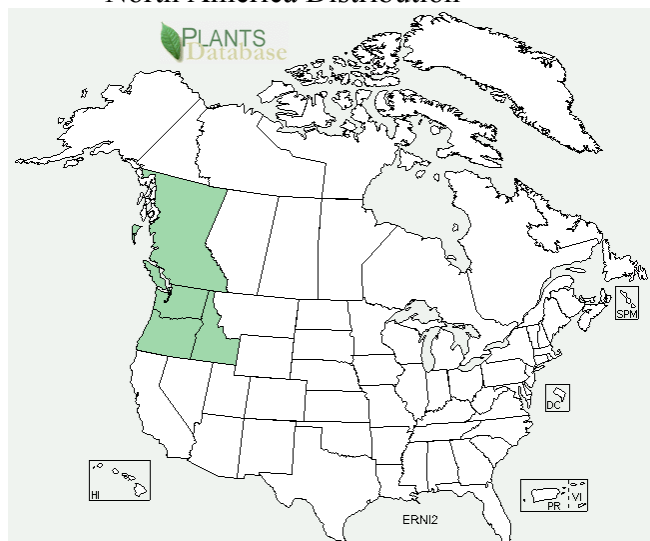 North America Distribution
PLANTS
Database
SPM
DC
HI
PR
VI
ERNI2